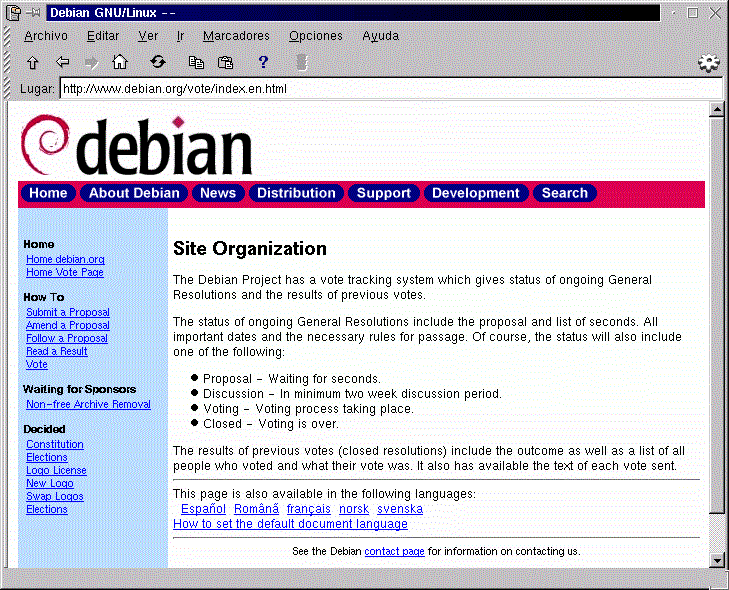 Debian GNU/Linux --
Archivo Editar Ver Ir Marcadores Opciones Ayuda
?
Lugar: http://www.debian.org/vote/index.en.html
debian
Home About Debian News Distribution Support Development Search
Home
Home debian.org
Home Vote Page
How To
Submit a Proposal
Amend a Proposal
Follow a Proposal
Read a Result
Vote
Waiting for Sponsors
Non-free Archive Removal
Decided
Constitution
Elections
Logo License
New Logo
Swap Logos
Elections
Site Organization
The Debian Project has a vote tracking system which gives status of ongoing General
Resolutions and the results of previous votes.
The status of ongoing General Resolutions include the proposal and list of seconds. All
important dates and the necessary rules for passage. Of course, the status will also include
one of the following:
Proposal - Waiting for seconds.
Discussion - In minimum two week discussion period.
Voting - Voting process taking place.
Closed - Voting is over.
The results of previous votes (closed resolutions) include the outcome as well as a list of all
people who voted and what their vote was. It also has available the text of each vote sent.
This page is also available in the following languages:
Español Română français norsk svenska
How to set the default document language
See the Debian contact page for information on contacting us.